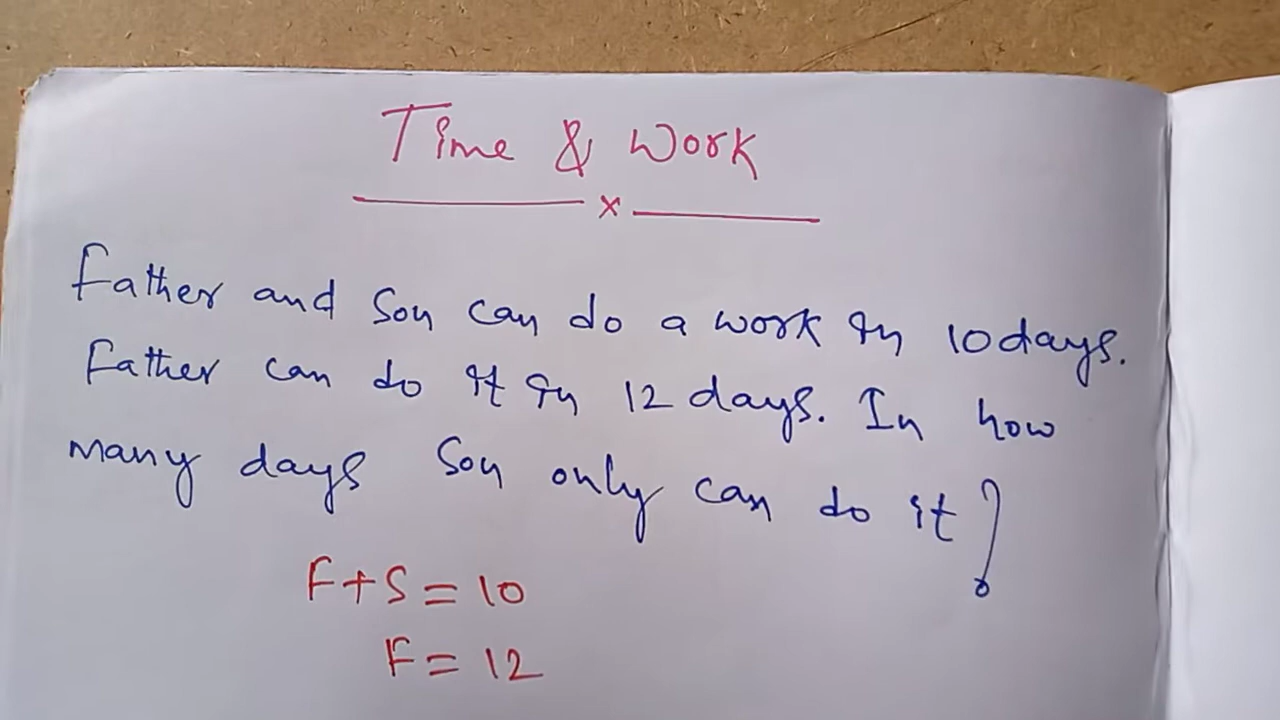 Time & Work
x
Father and Son can do a work in 10 days.
Father can do it in 12 days. In how
many days Son only can do it?
F+S=10
F=12